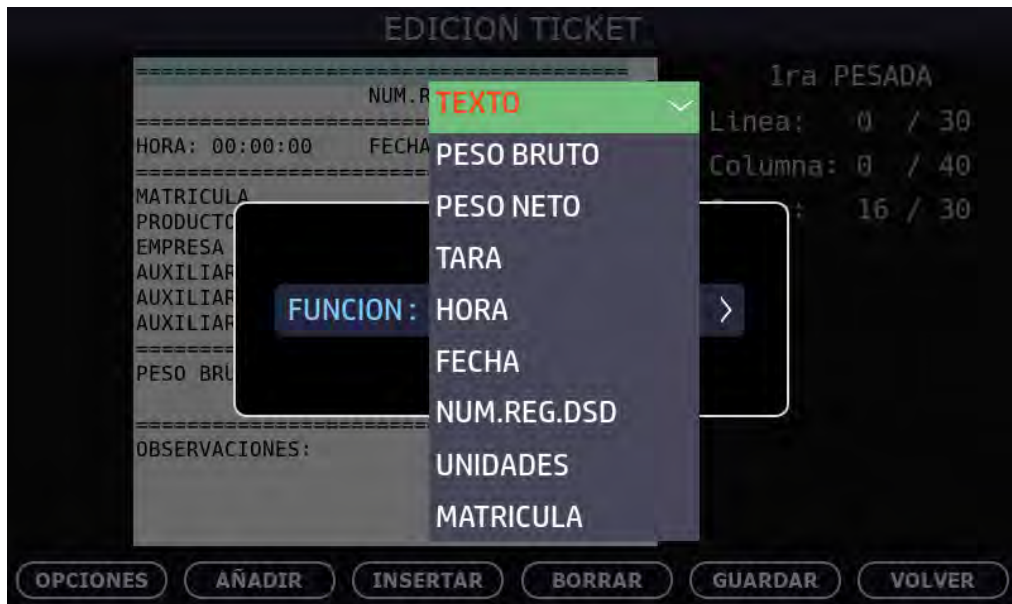 EDICION TICKET
1ra PESADA
Linea: 0 / 30
Columna: 0 / 40
: 16 / 30
========================================
NUM.R
HORA: 00:00:00 FECHA
MATRICULA
PRODUCTO
EMPRESA
AUXILIAR
AUXILIAR
AUXILIAR
PESO BRU
OBSERVACIONES:
FUNCION :
TEXTO
PESO BRUTO
PESO NETO
TARA
HORA
FECHA
NUM.REG.DSD
UNIDADES
MATRICULA
OPCIONES AÑADIR INSERTAR BORRAR GUARDAR VOLVER